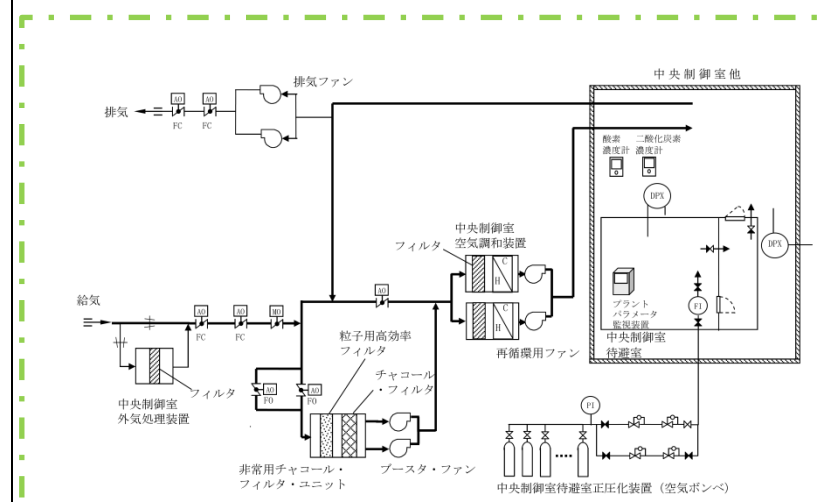 中央制御室他
排気ファン
排気
AO
AO
FC
FC
酸素
濃度計
二酸化炭素
濃度計
DPX
DPX
中央制御室
空気調和装置
フィルタ
C
H
C
H
AO
給気
AO
AO
MO
FC
FC
プラント
パラメータ
監視装置
FI
中央制御室
待避室
再循環用ファン
粒子用高効率
フィルタ
チャコール
・フィルタ
フィルタ
中央制御室
外気処理装置
AO
FO
AO
FO
PI
非常用チャコール・
フィルタ・ユニット
ブースタ・ファン
中央制御室待避室正圧化装置（空気ボンベ）